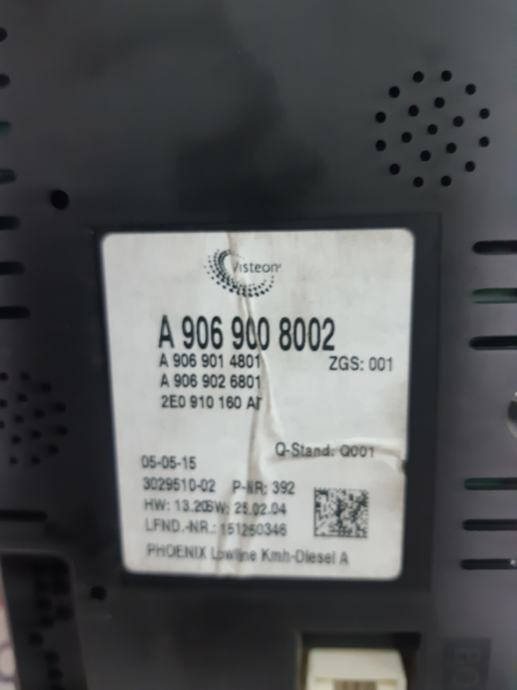 Visteon
A 906 900 8002
A 906 901 4801 ZGS: 001
A 906 902 6801
2E0 910 160
Q-Stand: Q001
05-05-15
3029510-02 P-NR: 392
HW: 13.20 SW: 25.02.04
LFND.-NR.: 151250346
PHOENIX Lowline Kmh-Diesel A